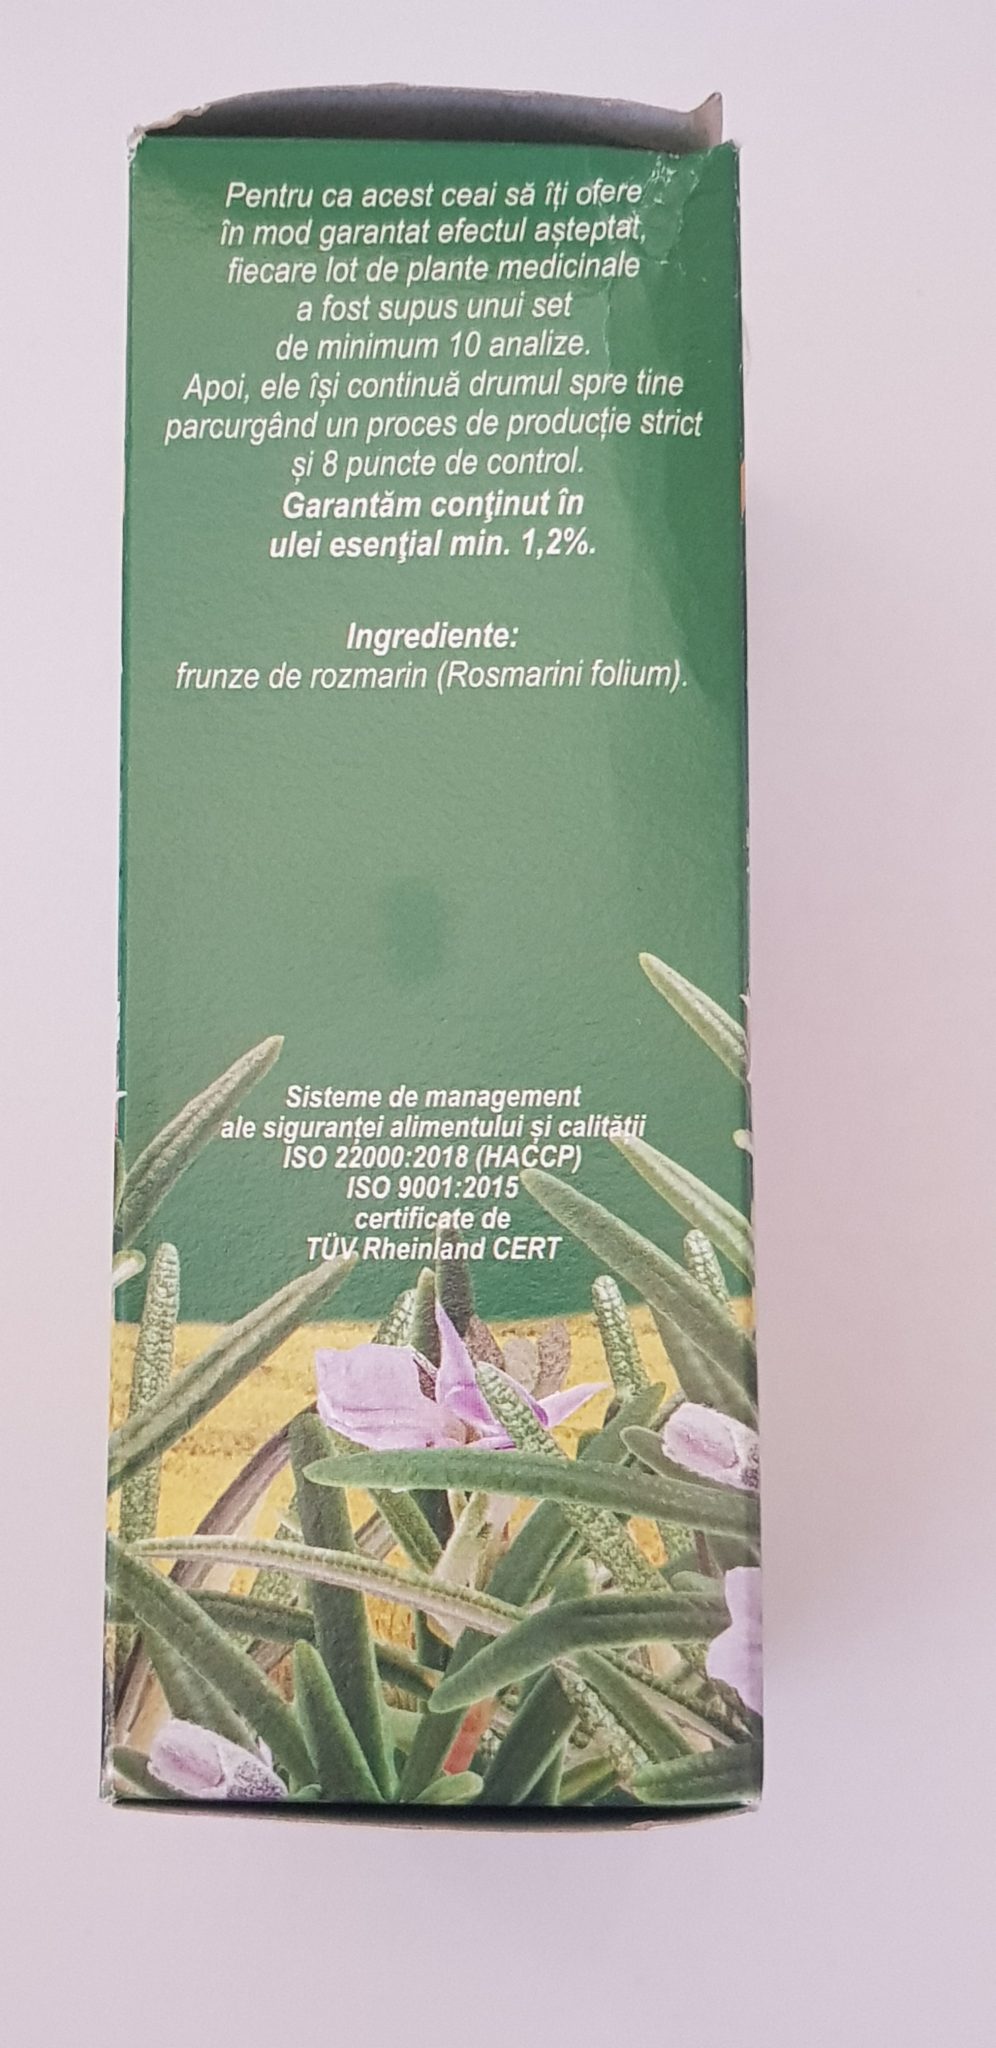 Pentru ca acest ceai să îți ofere
în mod garantat efectul așteptat,
fiecare lot de plante medicinale
a fost supus unui set
de minimum 10 analize.
Apoi, ele își continuă drumul spre tine
parcurgând un proces de producție strict
și 8 puncte de control.
Garantăm conţinut în
ulei esenţial min. 1,2%.
Ingrediente:
frunze de rozmarin (Rosmarini folium).
Sisteme de management
ale siguranței alimentului și calității
ISO 22000:2018 (HACCP)
ISO 9001:2015
certificate de
TÜV Rheinland CERT